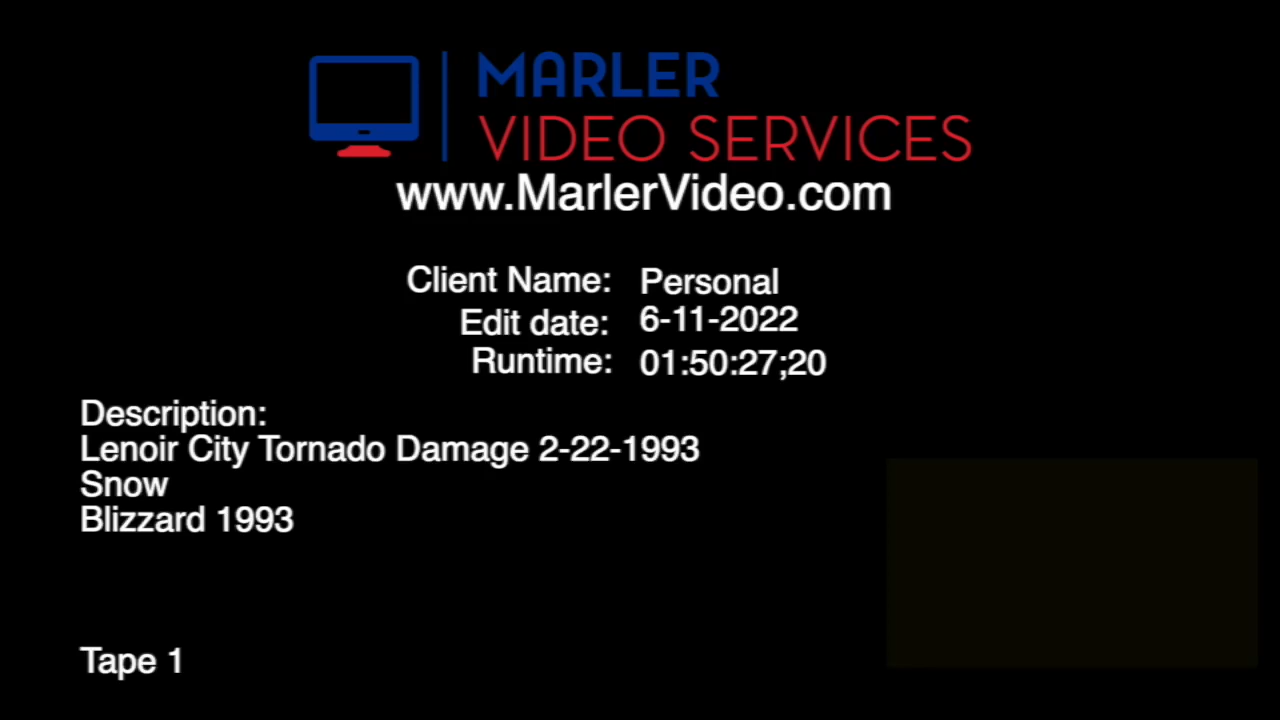 MARLER
VIDEO SERVICES
www.MarlerVideo.com
Client Name: Personal
Edit date: 6-11-2022
Runtime: 01:50:27;20
Description:
Lenoir City Tornado Damage 2-22-1993
Snow
Blizzard 1993
Tape 1